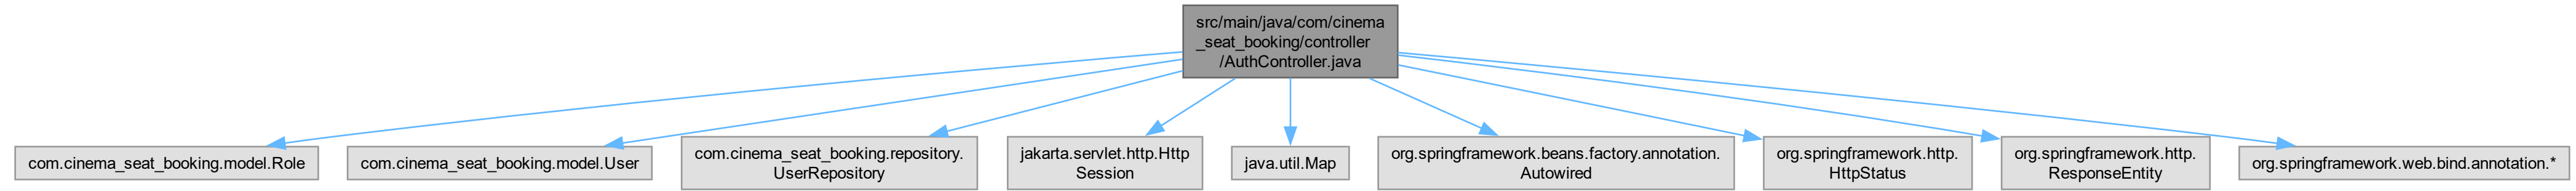 src/main/java/com/cinema
_seat_booking/controller
/AuthController.java
com.cinema_seat_booking.model.Role
com.cinema_seat_booking.model.User
com.cinema_seat_booking.repository.
UserRepository
jakarta.servlet.http.Http
Session
java.util.Map
org.springframework.beans.factory.annotation.
Autowired
org.springframework.http.
HttpStatus
org.springframework.http.
ResponseEntity
org.springframework.web.bind.annotation.*